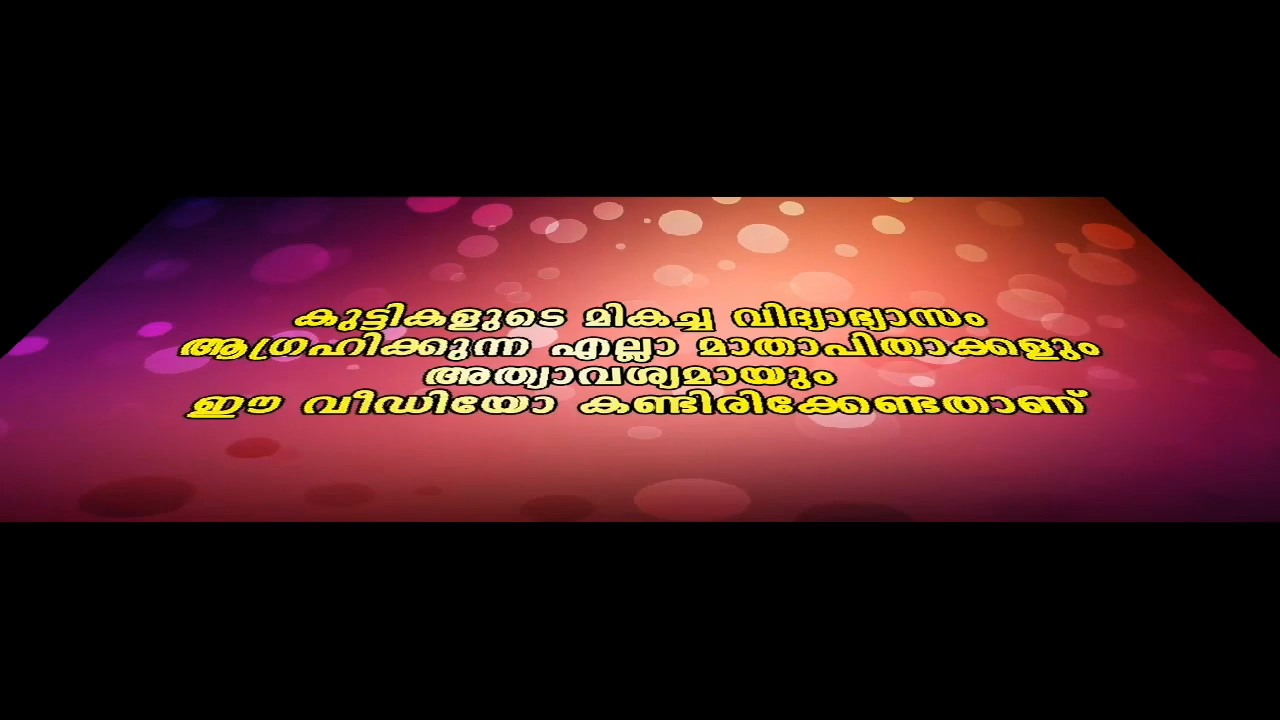 കുട്ടികളുടെ മികച്ച വിദ്യാഭ്യാസം
ആഗ്രഹിക്കുന്ന എല്ലാ മാതാപിതാക്കളും
അത്യാവശ്യമായും
ഈ വീഡിയോ കണ്ടിരിക്കേണ്ടതാണ്